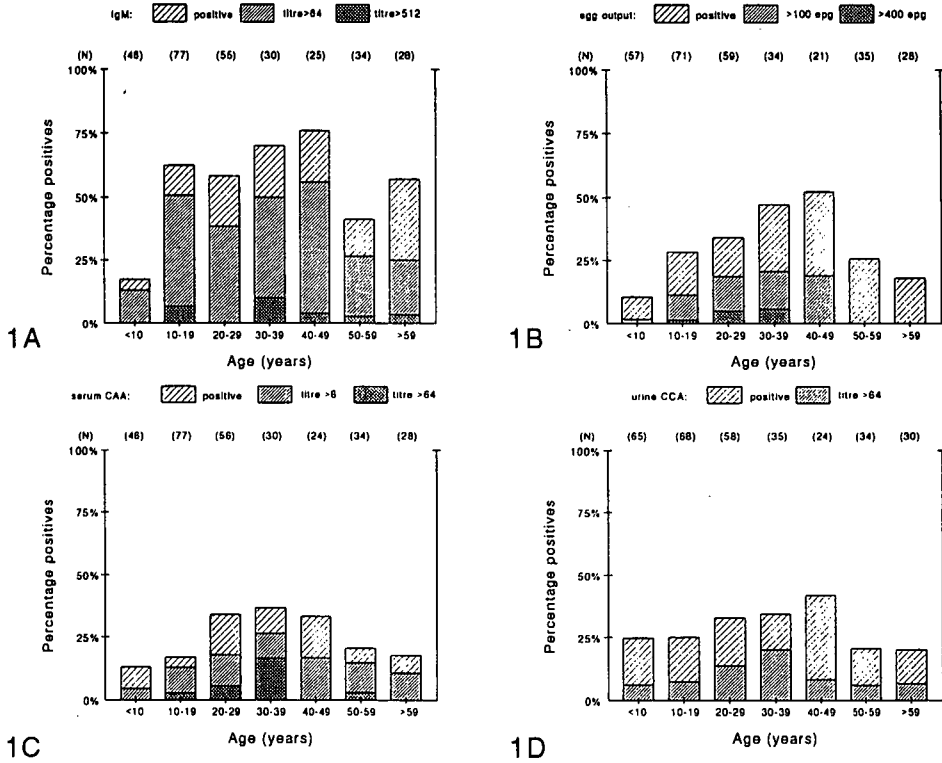 IgM: positive titre>64 titre>512
(N) (46) (77) (55) (30) (25) (34) (28)
100%
75%
50%
25%
0%
Percentage positives
<10 10-19 20-29 30-39 40-49 50-59 >59
Age (years)
1A
egg output: positive >100 epg >400 epg
(N) (57) (71) (59) (34) (21) (35) (28)
100%
75%
50%
25%
0%
Percentage positives
<10 10-19 20-29 30-39 40-49 50-59 >59
Age (years)
1B
serum CAA: positive titre >6 titre >64
(N) (46) (77) (56) (30) (24) (34) (28)
100%
75%
50%
25%
0%
Percentage positives
<10 10-19 20-29 30-39 40-49 50-59 >59
Age (years)
1C
urine CCA: positive titre >64
(N) (65) (68) (58) (35) (24) (34) (30)
100%
75%
50%
25%
0%
Percentage positives
<10 10-19 20-29 30-39 40-49 50-59 >59
Age (years)
1D